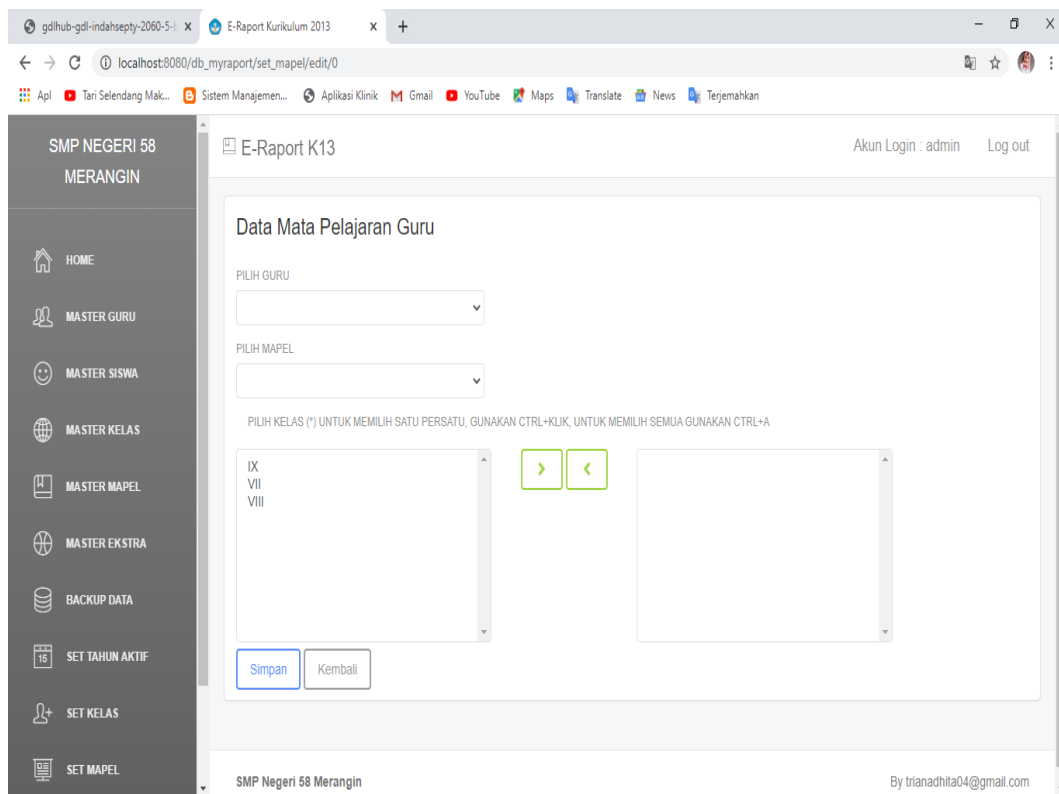 gdlhub-gdl-indahsepty-2060-5-b
E-Raport Kurikulum 2013
localhost:8080/db_myraport/set_mapel/edit/0
Apl
Tari Selendang Mak...
Sistem Manajemen...
Aplikasi Klinik
Gmail
YouTube
Maps
Translate
News
Terjemahkan
SMP NEGERI 58
MERANGIN
HOME
MASTER GURU
MASTER SISWA
MASTER KELAS
MASTER MAPEL
MASTER EKSTRA
BACKUP DATA
15
SET TAHUN AKTIF
SET KELAS
SET MAPEL
E-Raport K13
Akun Login : admin
Log out
Data Mata Pelajaran Guru
PILIH GURU
PILIH MAPEL
PILIH KELAS (*) UNTUK MEMILIH SATU PERSATU, GUNAKAN CTRL+KLIK, UNTUK MEMILIH SEMUA GUNAKAN CTRL+A
IX
VII
VIII
Simpan
Kembali
SMP Negeri 58 Merangin
By trianadhita04@gmail.com